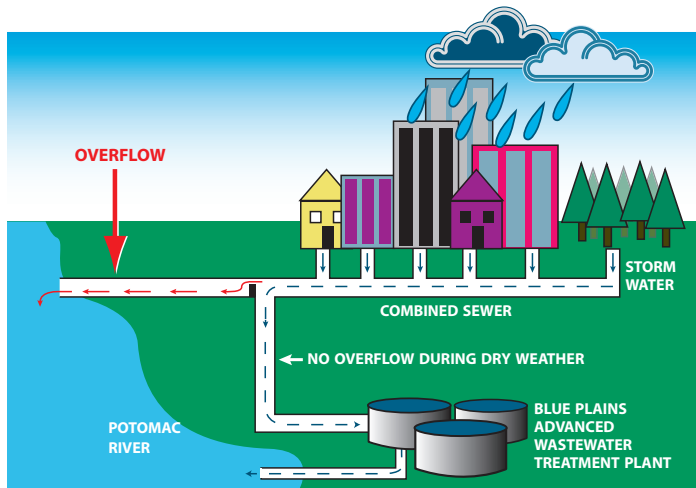 OVERFLOW
STORM
WATER
COMBINED SEWER
NO OVERFLOW DURING DRY WEATHER
POTOMAC
RIVER
BLUE PLAINS
ADVANCED
WASTEWATER
TREATMENT PLANT